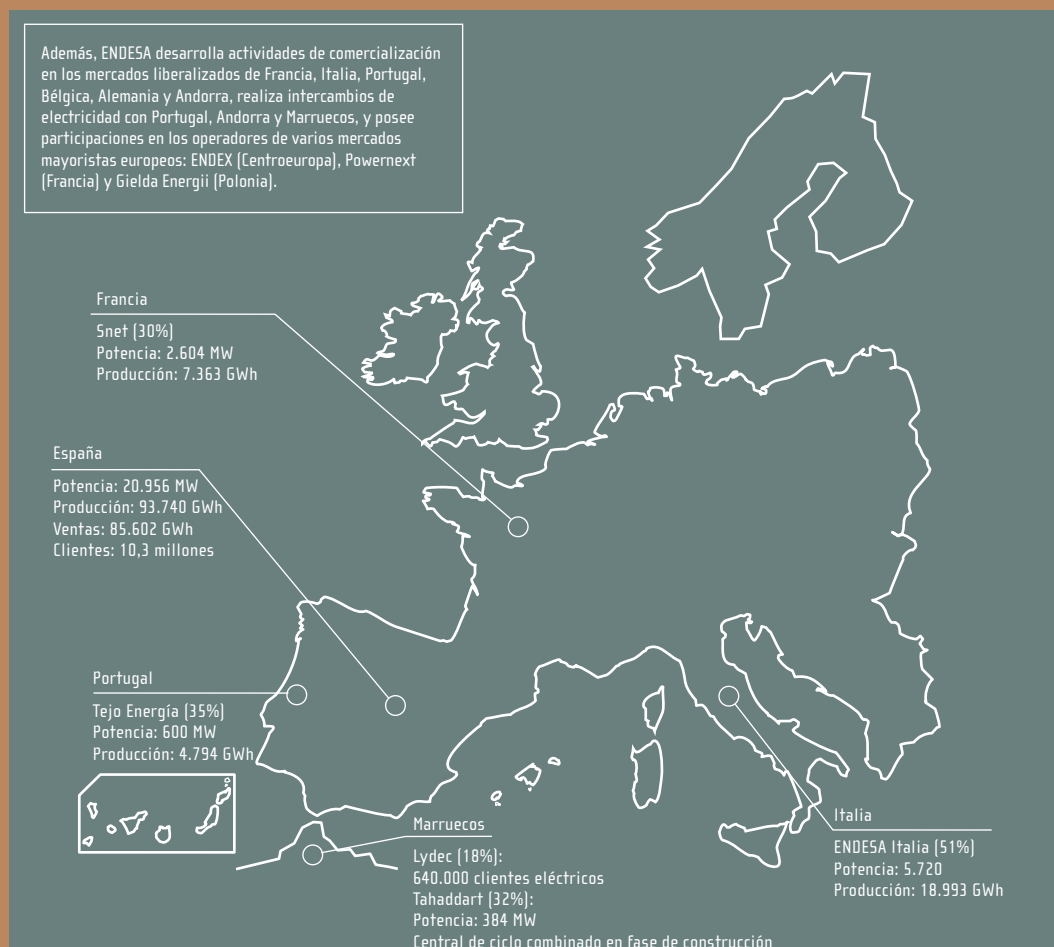 Además, ENDESA desarrolla actividades de comercialización
en los mercados liberalizados de Francia, Italia, Portugal,
Bélgica, Alemania y Andorra, realiza intercambios de
electricidad con Portugal, Andorra y Marruecos, y posee
participaciones en los operadores de varios mercados
mayoristas europeos: ENDEX (Centroeuropa), Powernext
(Francia) y Gielda Energii (Polonia).
Francia
Snet (30%)
Potencia: 2.604 MW
Producción: 7.363 GWh
España
Potencia: 20.956 MW
Producción: 93.740 GWh
Ventas: 85.602 GWh
Clientes: 10,3 millones
Portugal
Tejo Energía (35%)
Potencia: 600 MW
Producción: 4.794 GWh
Marruecos
Lydec (18%):
640.000 clientes eléctricos
Tahaddart (32%):
Potencia: 384 MW
Central de ciclo combinado en fase de construcción
Italia
ENDESA Italia (51%)
Potencia: 5.720
Producción: 18.993 GWh